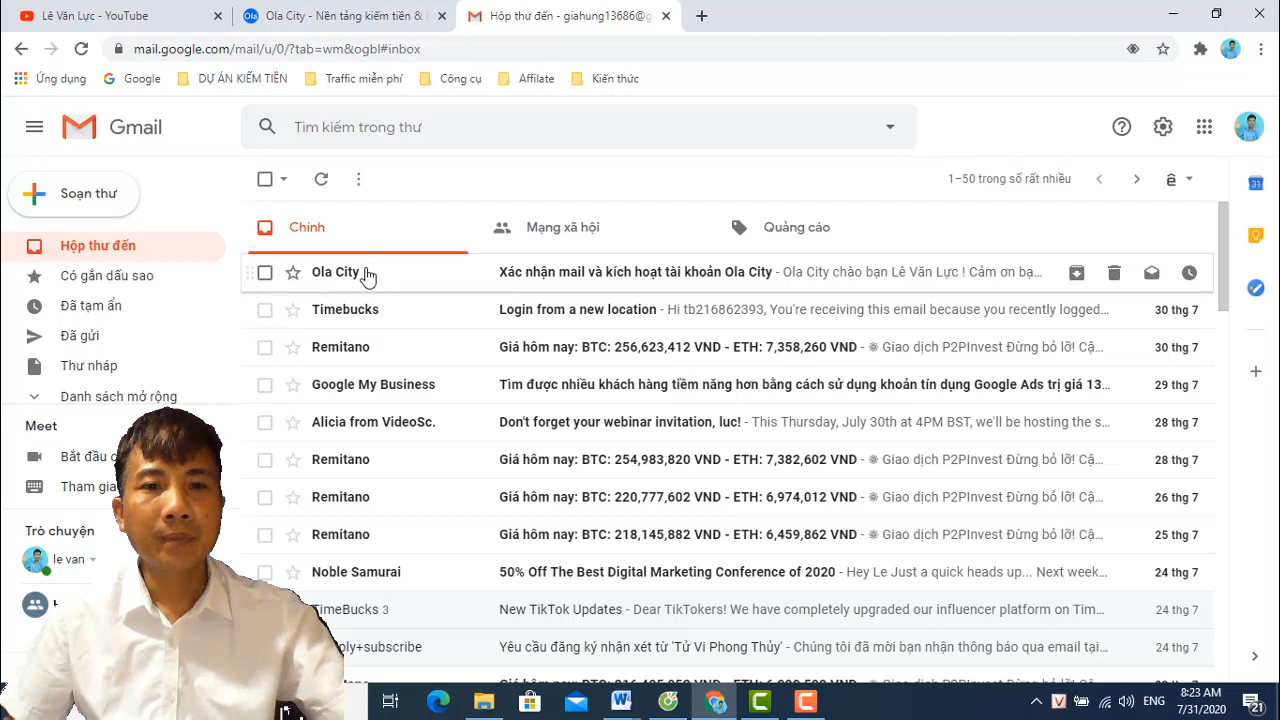 Lê Văn Lực - YouTube
Ola City - Nền tảng kiếm tiền &
Hộp thư đến - giahung13686@g
mail.google.com/mail/u/0/?tab=wm&ogbl#inbox
Ứng dụng
Google
DỰ ÁN KIẾM TIỀN
Traffic miễn phí
Công cụ
Affilate
Kiến thức
Gmail
Tìm kiếm trong thư
Soạn thư
1–50 trong số rất nhiều
Chính
Mạng xã hội
Quảng cáo
Hộp thư đến
Có gắn dấu sao
Đã tạm ẩn
Đã gửi
Thư nháp
Danh sách mở rộng
Meet
Bắt đầu
Tham gia
Trò chuyện
le van
Ola City Xác nhận mail và kích hoạt tài khoản Ola City - Ola City chào bạn Lê Văn Lực ! Cảm ơn bạ...
Timebucks Login from a new location - Hi tb216862393, You're receiving this email because you recently logged... 30 thg 7
Remitano Giá hôm nay: BTC: 256,623,412 VND - ETH: 7,358,260 VND - ⚛ Giao dịch P2PInvest Đừng bỏ lỡ! Cậ... 30 thg 7
Google My Business Tìm được nhiều khách hàng tiềm năng hơn bằng cách sử dụng khoản tín dụng Google Ads trị giá 13... 29 thg 7
Alicia from VideoSc. Don't forget your webinar invitation, luc! - This Thursday, July 30th at 4PM BST, we'll be hosting the s... 28 thg 7
Remitano Giá hôm nay: BTC: 254,983,820 VND - ETH: 7,382,602 VND - ⚛ Giao dịch P2PInvest Đừng bỏ lỡ! Cậ... 28 thg 7
Remitano Giá hôm nay: BTC: 220,777,602 VND - ETH: 6,974,012 VND - ⚛ Giao dịch P2PInvest Đừng bỏ lỡ! Cậ... 26 thg 7
Remitano Giá hôm nay: BTC: 218,145,882 VND - ETH: 6,459,862 VND - ⚛ Giao dịch P2PInvest Đừng bỏ lỡ! Cậ... 25 thg 7
Noble Samurai 50% Off The Best Digital Marketing Conference of 2020 - Hey Le Just a quick heads up... Next week... 24 thg 7
TimeBucks 3 New TikTok Updates - Dear TikTokers! We have completely upgraded our influencer platform on Tim... 24 thg 7
ply+subscribe Yêu cầu đăng ký nhận xét từ 'Tử Vi Phong Thủy' - Chúng tôi đã mời bạn nhận thông báo qua email tại... 24 thg 7
ENG
8:23 AM
7/31/2020
21